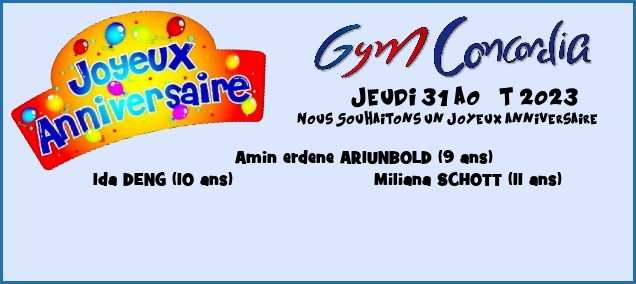 Joyeux
Anniversaire
Gym Concordia
JEUDI 31 AO T 2023
NOUS SOUHAITONS UN JOYEUX ANNIVERSAIRE
Amin erdene ARIUNBOLD (9 ans)
Ida DENG (10 ans) Miliana SCHOTT (11 ans)